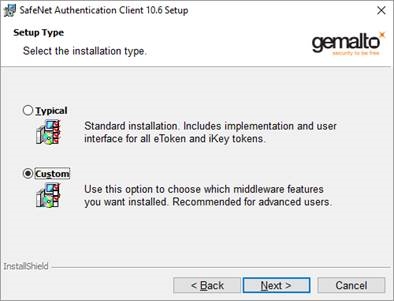 SafeNet Authentication Client 10.6 Setup
Setup Type
Select the installation type.
gemalto
security to be free
Typical
Standard installation. Includes implementation and user
interface for all eToken and iKey tokens.
Custom
Use this option to choose which middleware features
you want installed. Recommended for advanced users.
InstallShield
< Back
Next >
Cancel